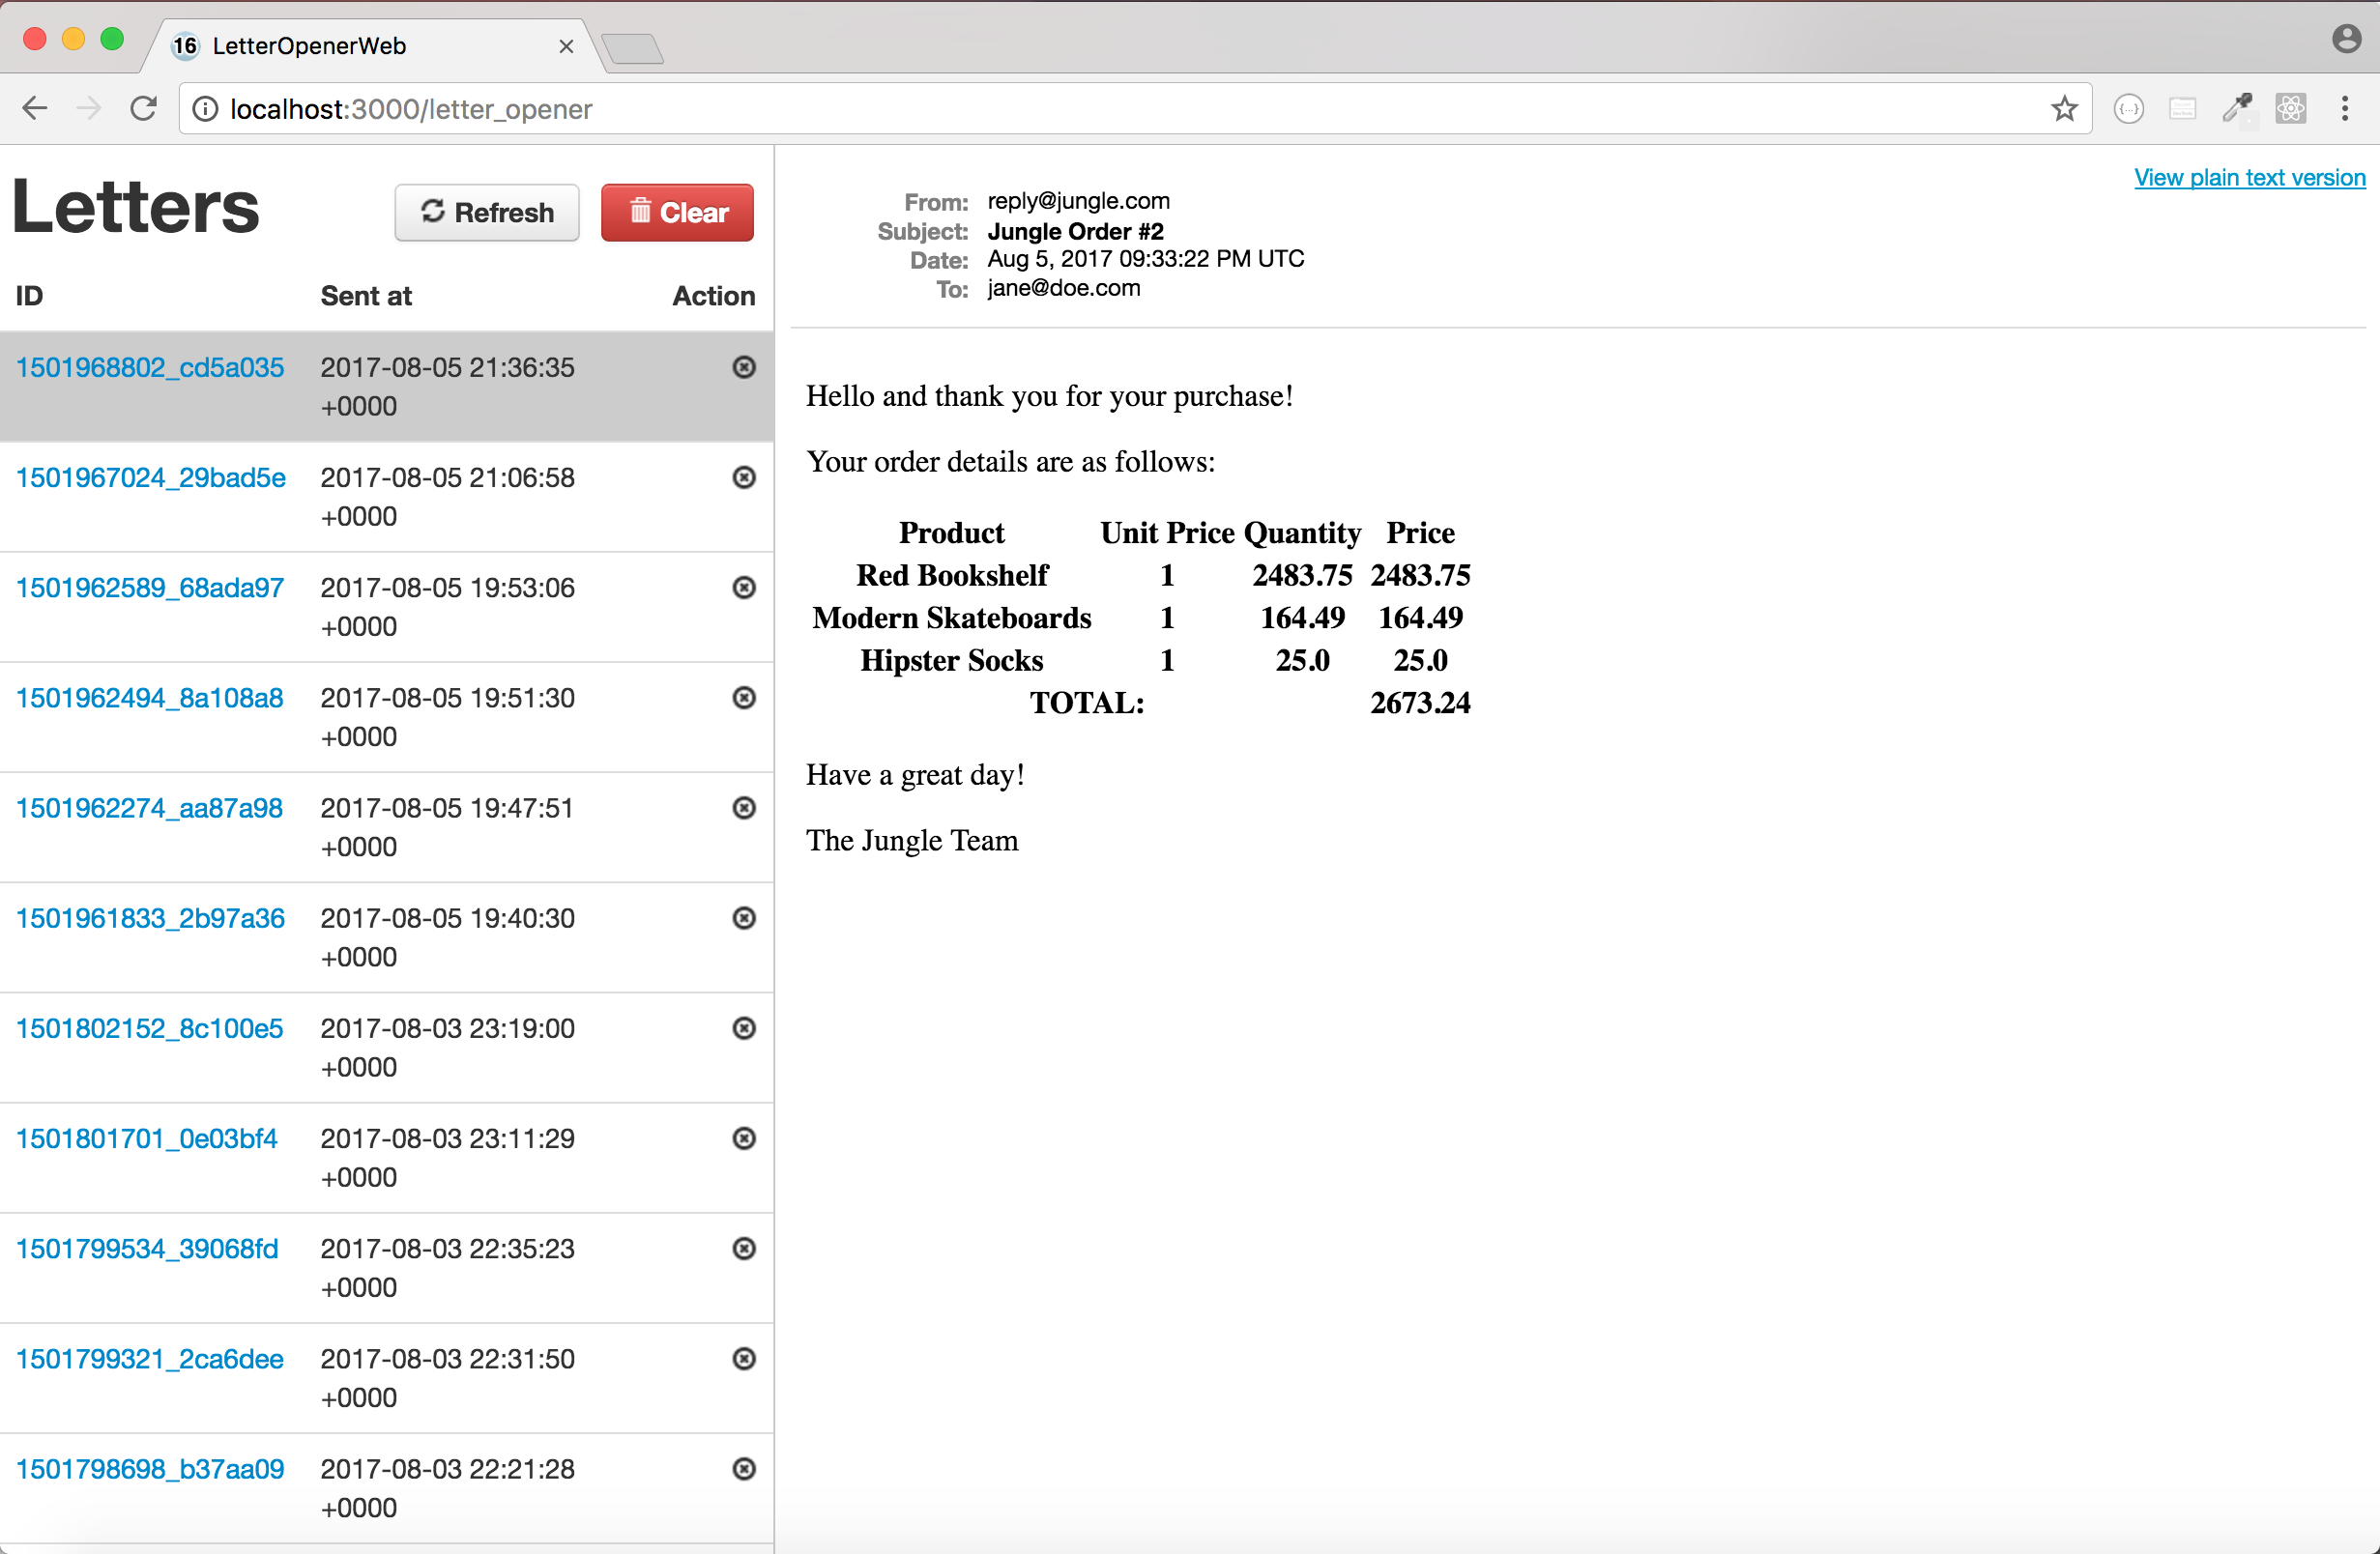 16 LetterOpenerWeb
localhost:3000/letter_opener
Letters
Refresh
Clear
ID Sent at Action
1501968802_cd5a035 2017-08-05 21:36:35
+0000
1501967024_29bad5e 2017-08-05 21:06:58
+0000
1501962589_68ada97 2017-08-05 19:53:06
+0000
1501962494_8a108a8 2017-08-05 19:51:30
+0000
1501962274_aa87a98 2017-08-05 19:47:51
+0000
1501961833_2b97a36 2017-08-05 19:40:30
+0000
1501802152_8c100e5 2017-08-03 23:19:00
+0000
1501801701_0e03bf4 2017-08-03 23:11:29
+0000
1501799534_39068fd 2017-08-03 22:35:23
+0000
1501799321_2ca6dee 2017-08-03 22:31:50
+0000
1501798698_b37aa09 2017-08-03 22:21:28
+0000
View plain text version
From: reply@jungle.com
Subject: Jungle Order #2
Date: Aug 5, 2017 09:33:22 PM UTC
To: jane@doe.com
Hello and thank you for your purchase!
Your order details are as follows:
Product Unit Price Quantity Price
Red Bookshelf 1 2483.75 2483.75
Modern Skateboards 1 164.49 164.49
Hipster Socks 1 25.0 25.0
TOTAL: 2673.24
Have a great day!
The Jungle Team